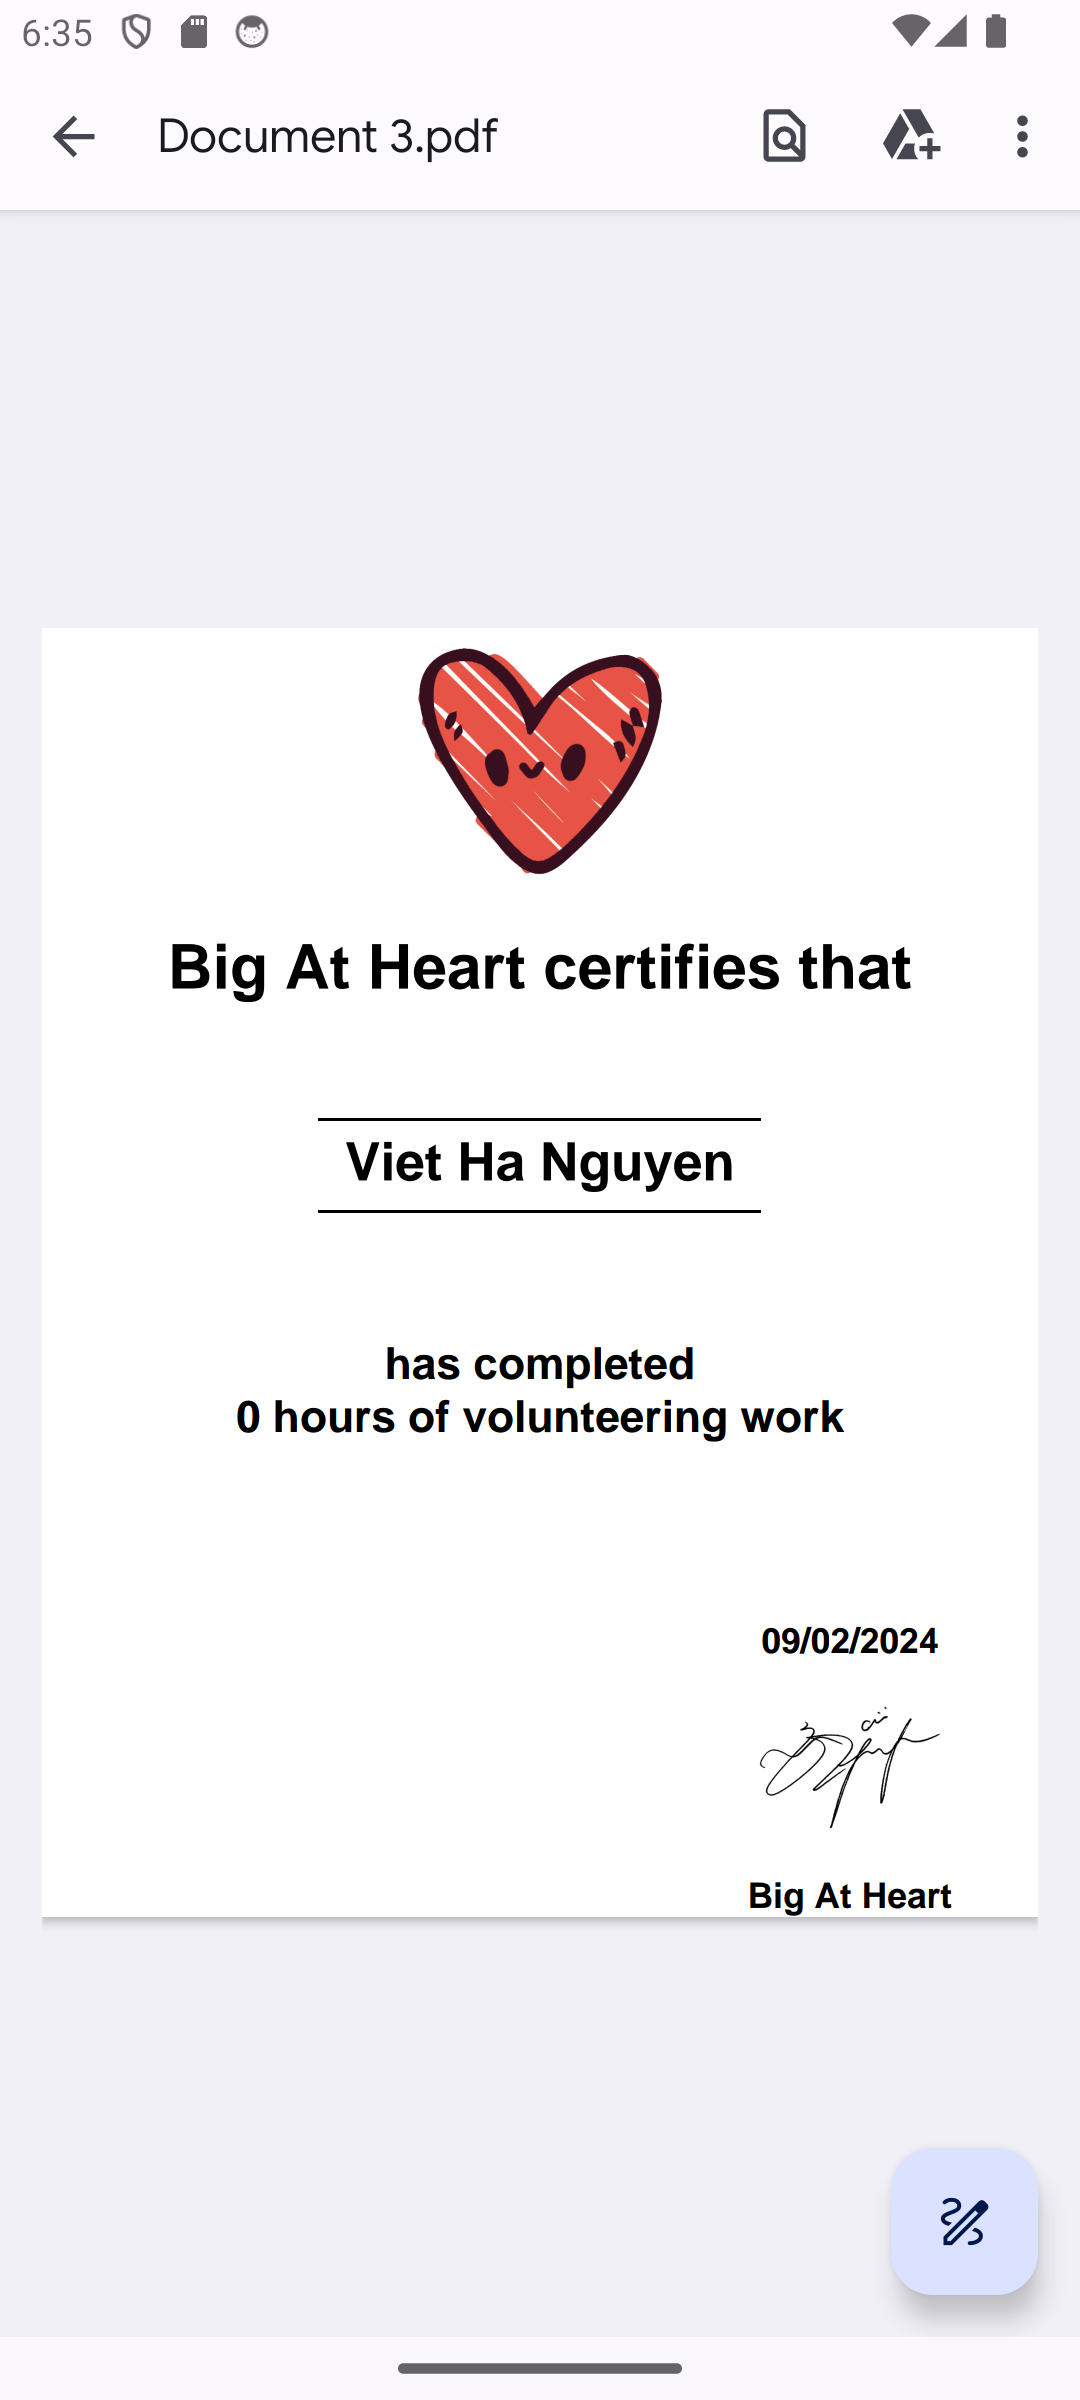 6:35
Document 3.pdf
Big At Heart certifies that
Viet Ha Nguyen
has completed
0 hours of volunteering work
09/02/2024
Big At Heart